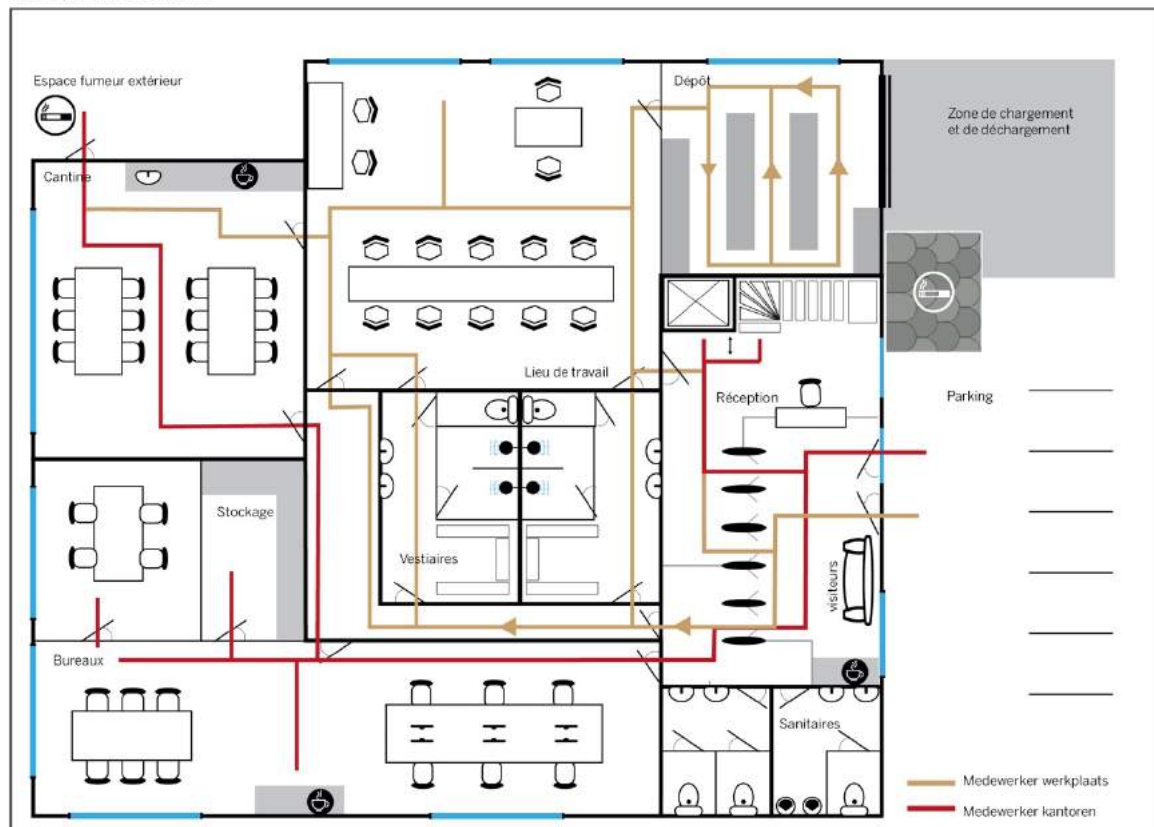 Espace fumeur extérieur
Dépôt
Zone de chargement
et de déchargement
Cantine
Lieu de travail
Réception
Parking
Stockage
Vestiaires
visiteurs
Bureaux
Sanitaires
Medewerker werkplaats
Medewerker kantoren